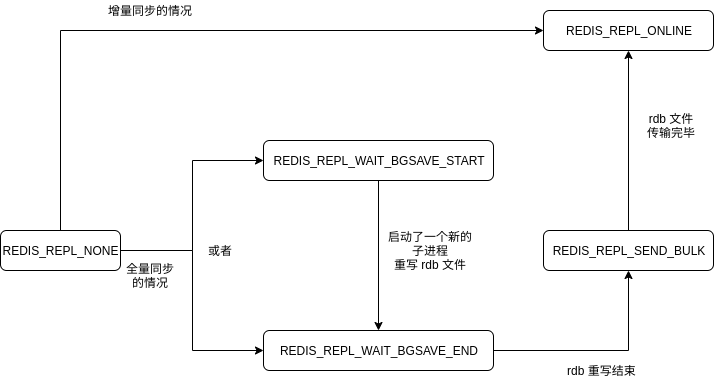 增量同步的情况
REDIS_REPL_ONLINE
rdb 文件
传输完毕
REDIS_REPL_WAIT_BGSAVE_START
REDIS_REPL_NONE
全量同步
的情况
或者
启动了一个新的
子进程
重写 rdb 文件
REDIS_REPL_SEND_BULK
REDIS_REPL_WAIT_BGSAVE_END
rdb 重写结束